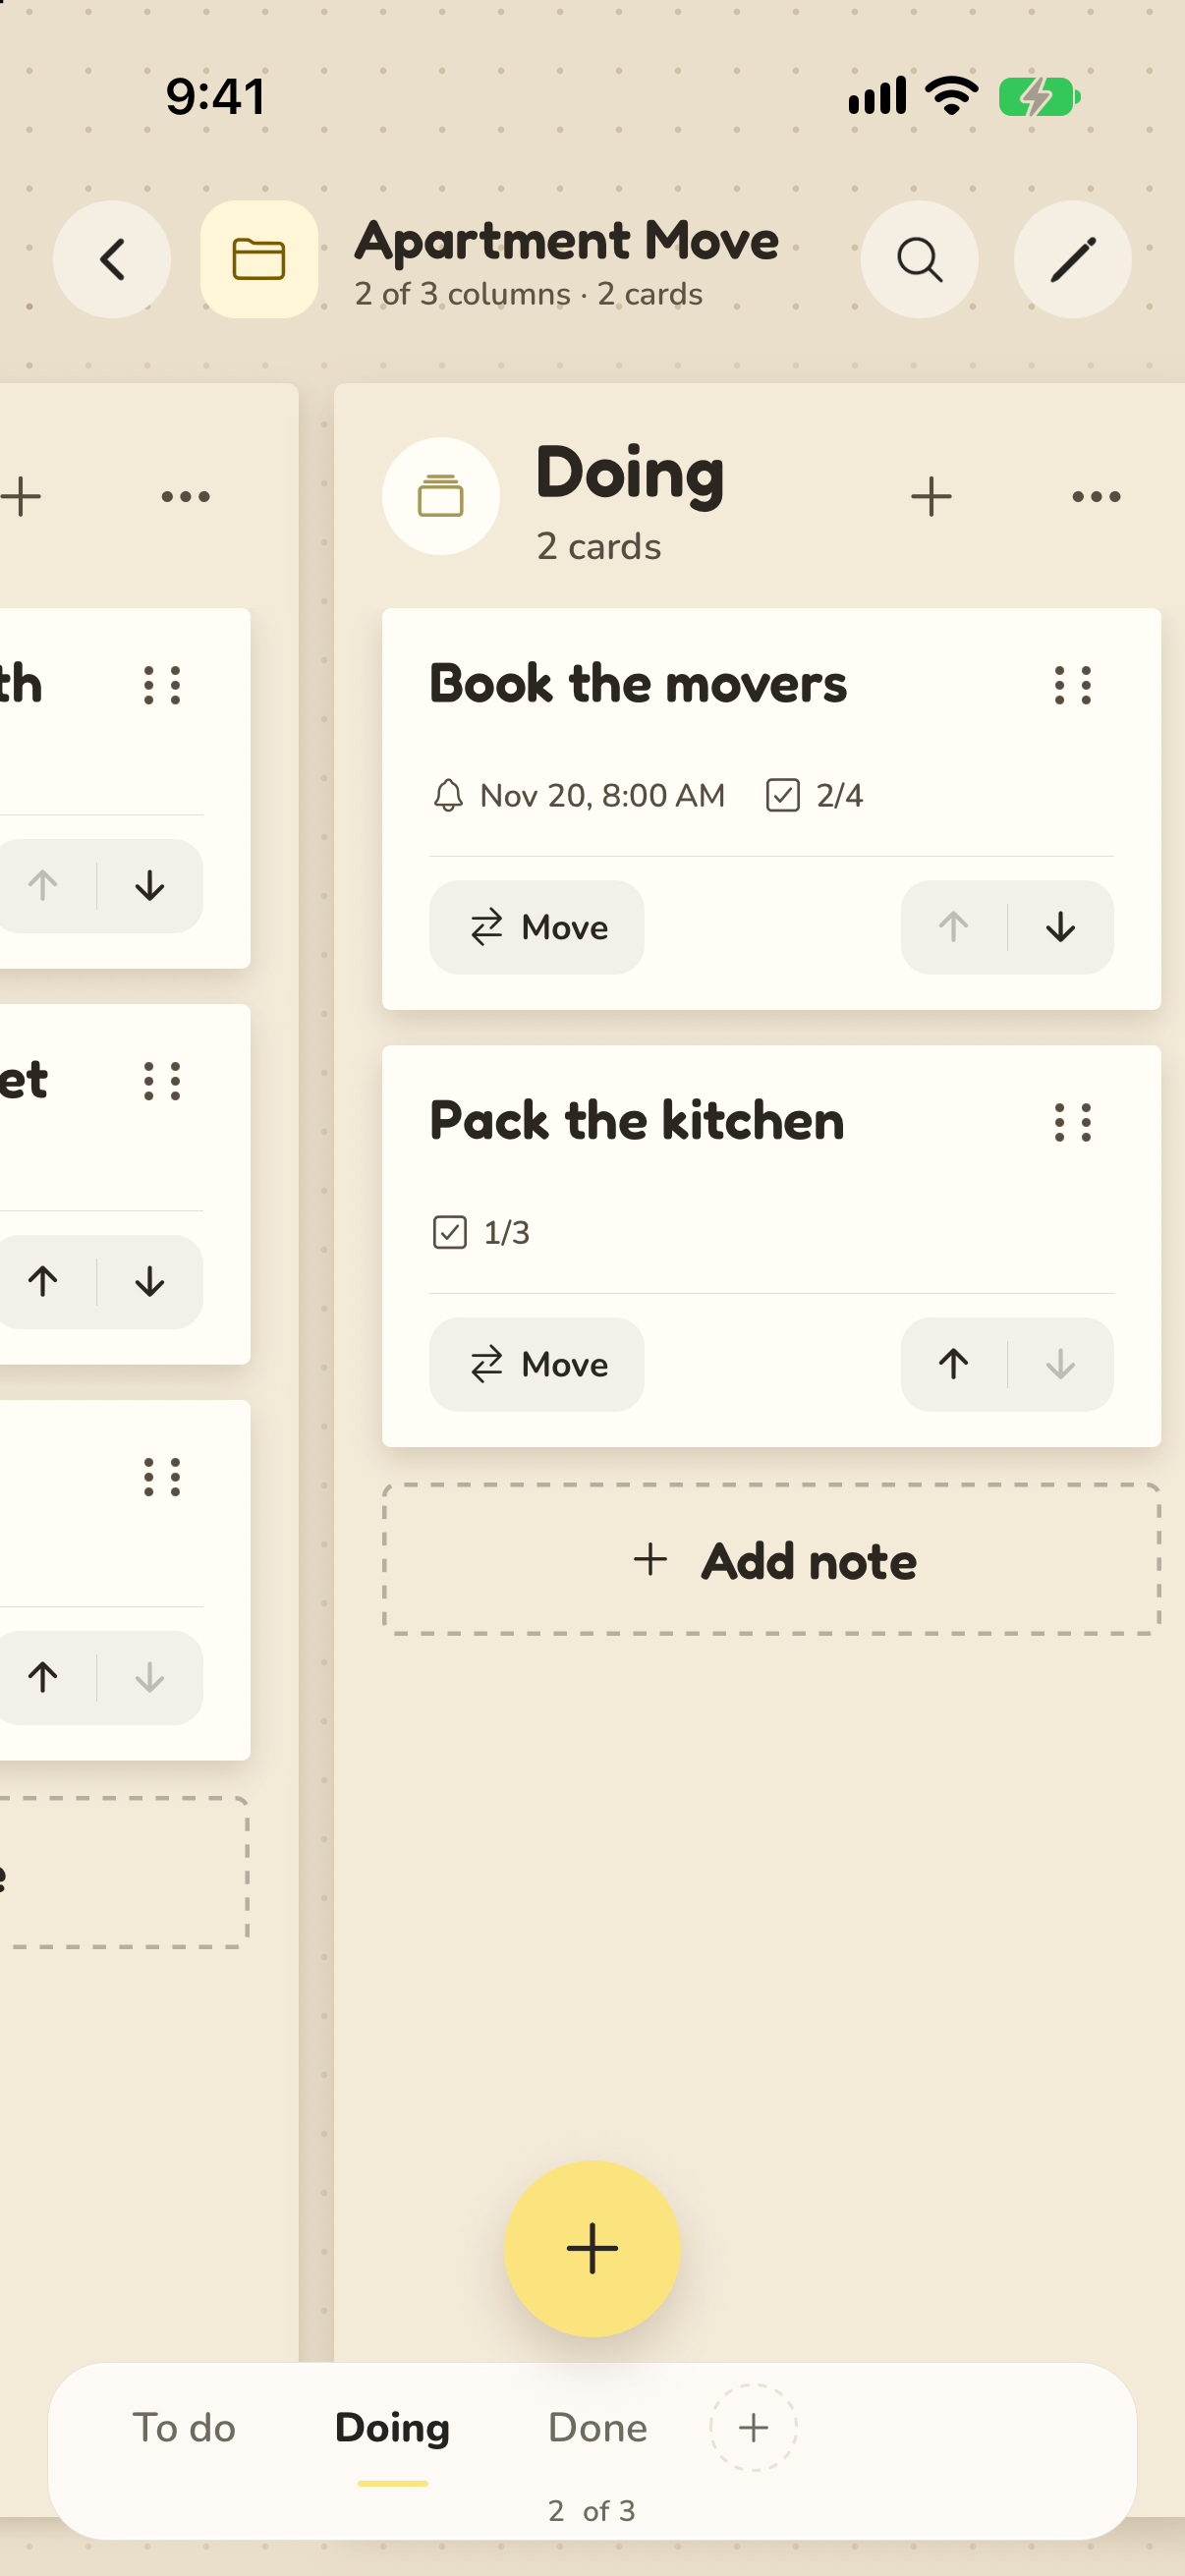 9:41
Apartment Move
2 of 3 columns · 2 cards
Doing
2 cards
th
Book the movers
Nov 20, 8:00 AM 2/4
Move
et
Pack the kitchen
1/3
Move
Add note
To do Doing Done
2 of 3